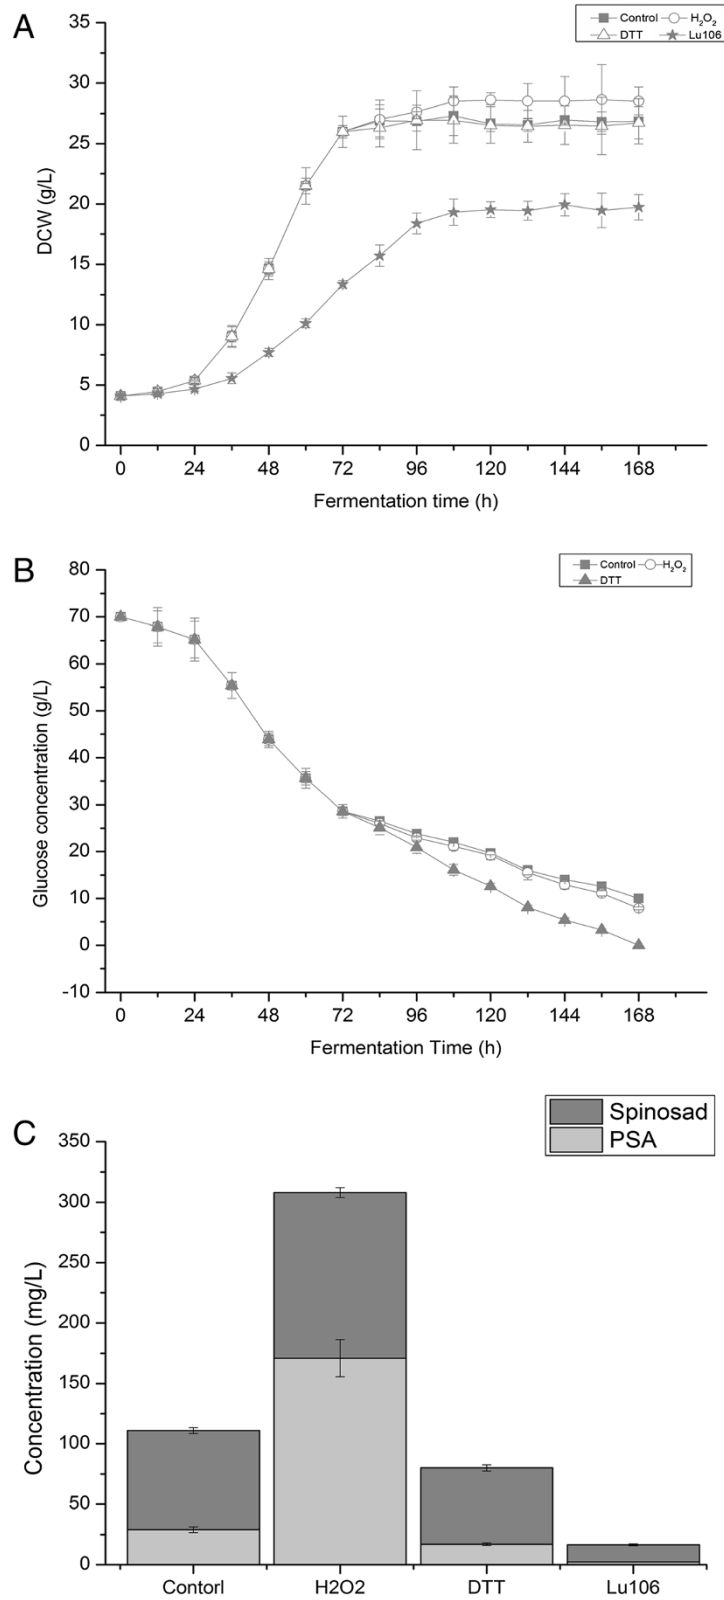 A
Control H₂O₂
DTT Lu106
35
30
25
20
15
10
5
0
DCW (g/L)
0 24 48 72 96 120 144 168
Fermentation time (h)
B
Control H₂O₂
DTT
80
70
60
50
40
30
20
10
0
-10
Glucose concentration (g/L)
0 24 48 72 96 120 144 168
Fermentation Time (h)
C
Spinosad
PSA
350
300
250
200
150
100
50
0
Concentration (mg/L)
Contorl H2O2 DTT Lu106